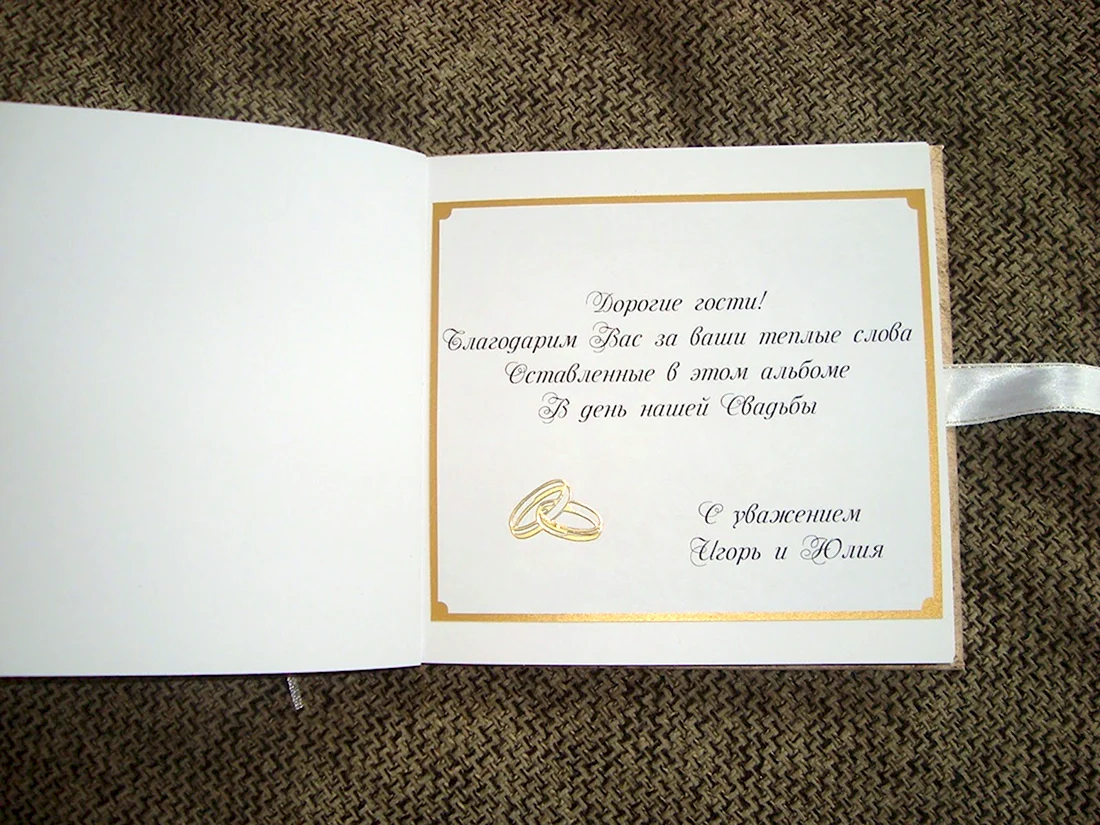 Дорогие гости!
Благодарим Вас за ваши теплые слова
Оставленные в этом альбоме
В день нашей Свадьбы
С уважением
Игорь и Юлия